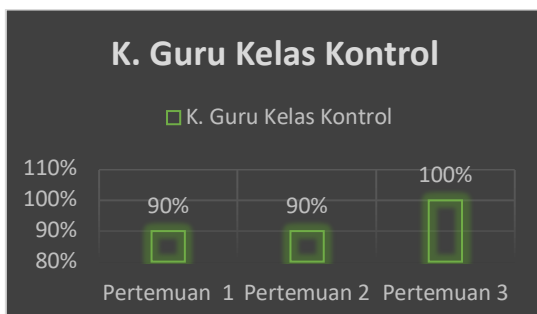 K. Guru Kelas Kontrol
K. Guru Kelas Kontrol
110%
100%
90%
80%
90%
90%
100%
Pertemuan 1 Pertemuan 2 Pertemuan 3